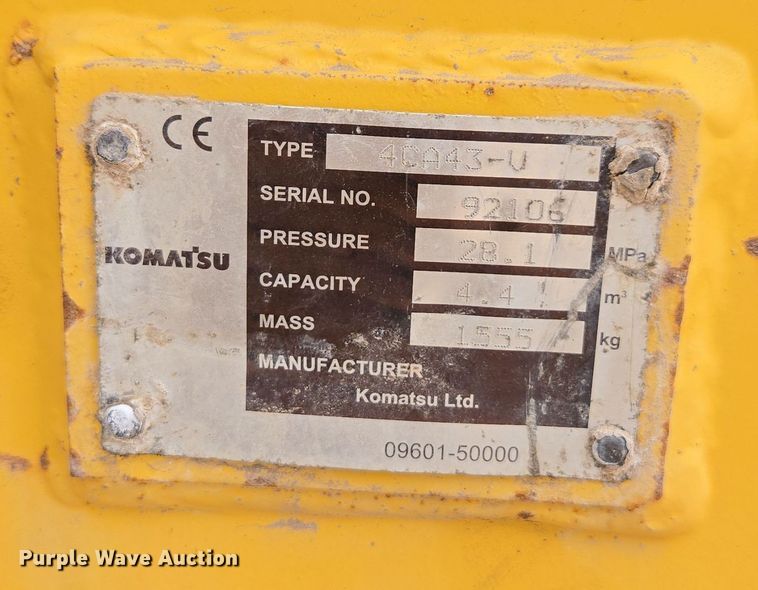 CE
TYPE 4CA43-V
SERIAL NO. 92106
PRESSURE 28.1 MPa
KOMATSU
CAPACITY 4.4 m³
MASS 1555 kg
MANUFACTURER
Komatsu Ltd.
09601-50000
Purple Wave Auction